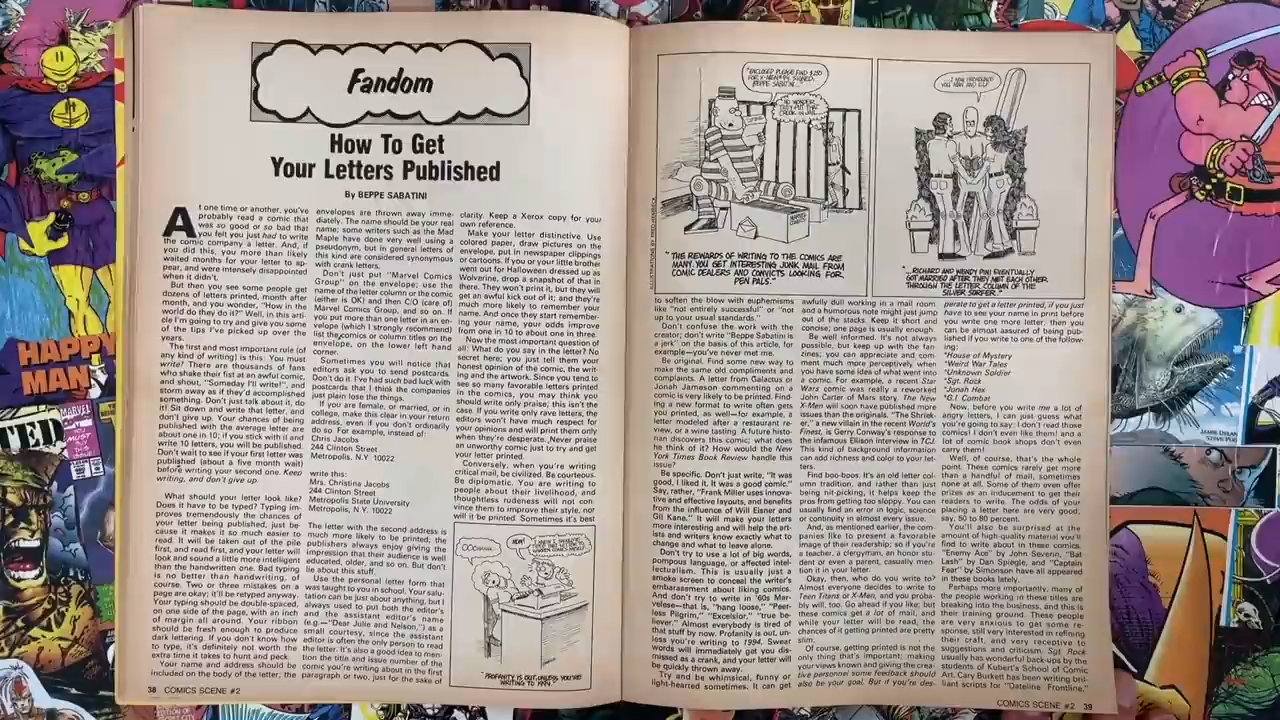 Fandom
How To Get
Your Letters Published
By BEPPE SABATINI
At one time or another, you've
probably read a comic that
was so good or so bad that
you felt you just had to write
the comic company a letter. And, if
you did this, you more than likely
waited months for your letter to ap-
pear, and were intensely disappointed
when it didn't.
But then you see some people get
dozens of letters printed, month after
month, and you wonder, "How in the
world do they do it?" Well, in this arti-
cle I'm going to try and give you some
of the tips I've picked up over the
years.
The first and most important rule (of
any kind of writing) is this: You must
write! There are thousands of fans
who shake their fist at an awful comic,
and shout, "Someday I'll write!", and
storm away as if they'd accomplished
something. Don't just talk about it, do
it! Sit down and write that letter, and
don't give up. Your chances of being
published with the average letter are
about one in 10; if you stick with it and
write 10 letters, you will be published.
Don't wait to see if your first letter was
published (about a five month wait)
before writing your second one. Keep
writing, and don't give up.
What should your letter look like?
Does it have to be typed? Typing im-
proves tremendously the chances of
your letter being published, just be-
cause it makes it so much easier to
read. It will be taken out of the pile
first, and read first, and your letter will
look and sound a little more intelligent
than the handwritten one. Bad typing
is no better than handwriting, of
course. Two or three mistakes on a
page are okay; it'll be retyped anyway.
Your typing should be double-spaced,
on one side of the page, with an inch
of margin all around. Your ribbon
should be fresh enough to produce
dark lettering. If you don't know how
to type, it's definitely not worth the
extra time it takes to hunt and peck.
Your name and address should be
included on the body of the letter; the
envelopes are thrown away imme-
diately. The name should be your real
name; some writers such as the Mad
Maple have done very well using a
pseudonym, but in general letters of
this kind are considered synonymous
with crank letters.
Don't just put "Marvel Comics
Group" on the envelope; use the
name of the letter column or the comic
(either is OK) and then C/O (care of)
Marvel Comics Group, and so on. If
you put more than one letter in an en-
velope (which I strongly recommend)
list the comics or column titles on the
envelope, on the lower left hand
corner.
Sometimes you will notice that
editors ask you to send postcards.
Don't do it. I've had such bad luck with
postcards that I think the companies
just plain lose the things.
If you are female, or married, or in
college, make this clear in your return
address, even if you don't ordinarily
do so. For example, instead of:
Chris Jacobs
244 Clinton Street
Metropolis, N.Y. 10022
write this:
Mrs. Christina Jacobs
244 Clinton Street
Metropolis State University
Metropolis, N.Y. 10022
The letter with the second address is
much more likely to be printed; the
publishers always enjoy giving the
impression that their audience is well
educated, older, and so on. But don't
lie about this stuff.
Use the personal letter form that
was taught to you in school. Your salu-
tation can be just about anything, but I
always used to put both the editor's
and the assistant editor's name
(e.g.—"Dear Julie and Nelson,") as a
small courtesy, since the assistant
editor is often the only person to read
the letter. It's also a good idea to men-
tion the title and issue number of the
comic you're writing about in the first
paragraph or two, just for the sake of
clarity. Keep a Xerox copy for your
own reference.
Make your letter distinctive. Use
colored paper, draw pictures on the
envelope, put in newspaper clippings
or cartoons. If you or your little brother
went out for Halloween dressed up as
Wolverine, drop a snapshot of that in
there. They won't print it, but they will
get an awful kick out of it; and they're
much more likely to remember your
name. And once they start remember-
ing your name, your odds improve
from one in 10 to about one in three.
Now the most important question of
all: What do you say in the letter? No
secret here; you just tell them your
honest opinion of the comic, the writ-
ing and the artwork. Since you tend to
see so many favorable letters printed
in the comics, you may think you
should write only praise; this isn't the
case. If you write only rave letters, the
editors won't have much respect for
your opinions and will print them only
when they're desperate. Never praise
an unworthy comic just to try and get
your letter printed.
Conversely, when you're writing
critical mail, be civilized. Be courteous.
Be diplomatic. You are writing to
people about their livelihood, and
thoughtless rudeness will not con-
vince them to improve their style, nor
will it be printed. Sometimes it's best
"PROFANITY IS OUT, UNLESS YOU'RE
WRITING TO 1994."
38 COMICS SCENE #2
"ENCLOSED PLEASE FIND $250
FOR X-MEN #95. SIGNED,
BEPPE SABATINI..."
NO WONDER
THEY PUT THE
CROOK IN JAIL...
ILLUSTRATIONS BY FRED HEMBECK
"THE REWARDS OF WRITING TO THE COMICS ARE
MANY. YOU GET INTERESTING JUNK MAIL FROM
COMIC DEALERS AND CONVICTS LOOKING FOR
PEN PALS."
...I NOW PRONOUNCE
YOU MAN AND ELF...
"...RICHARD AND WENDY PINI EVENTUALLY
GOT MARRIED AFTER THEY MET EACH OTHER
THROUGH THE LETTER COLUMN OF THE
SILVER SURFER."
to soften the blow with euphemisms
like "not entirely successful" or "not
up to your usual standards."
Don't confuse the work with the
creator; don't write "Beppe Sabatini is
a jerk" on the basis of this article, for
example—you've never met me.
Be original. Find some new way to
make the same old compliments and
complaints. A letter from Galactus or
Jonah Jameson commenting on a
comic is very likely to be printed. Find-
ing a new format to write often gets
you printed, as well—for example, a
letter modeled after a restaurant re-
view, or a wine tasting. A future histo-
rian discovers this comic; what does
he think of it? How would the New
York Times Book Review handle this
issue?
Be specific. Don't just write, "It was
good, I liked it. It was a good comic."
Say, rather, "Frank Miller uses innova-
tive and effective layouts, and benefits
from the influence of Will Eisner and
Gil Kane." It will make your letters
more interesting and will help the art-
ists and writers know exactly what to
change and what to leave alone.
Don't try to use a lot of big words,
pompous language, or affected intel-
lectualism. This is usually just a
smoke screen to conceal the writer's
embarassment about liking comics.
And don't try to write in '60s Mar-
velese—that is, "hang loose," "Peer-
less Pilgrim," "Excelsior," "true be-
liever." Almost everybody is tired of
that stuff by now. Profanity is out, un-
less you're writing to 1994. Swear
words will immediately get you dis-
missed as a crank, and your letter will
be quickly thrown away.
Try and be whimsical, funny or
light-hearted sometimes. It can get
awfully dull working in a mail room
and a humorous note might just jump
out of the stacks. Keep it short and
concise; one page is usually enough.
Be well informed. It's not always
possible, but keep up with the fan
zines; you can appreciate and com-
ment much more perceptively, when
you have some idea of what went into
a comic. For example, a recent Star
Wars comic was really a reworked
John Carter of Mars story. The New
X-Men will soon have published more
issues than the originals. "The Shriek-
er," a new villain in the recent World's
Finest, is Gerry Conway's response to
the infamous Ellison interview in TCJ.
This kind of background information
can add richness and color to your let-
ters.
Find boo-boos. It's an old letter col-
umn tradition, and rather than just
being nit-picking, it helps keep the
pros from getting too sloppy. You can
usually find an error in logic, science
or continuity in almost every issue.
And, as mentioned earlier, the com-
panies like to present a favorable
image of their readership; so if you're
a teacher, a clergyman, an honor stu-
dent or even a parent, casually men-
tion it in your letter.
Okay, then, who do you write to?
Almost everyone decides to write to
Teen Titans or X-Men, and you proba-
bly will, too. Go ahead if you like; but
these comics get a lot of mail, and
while your letter will be read, the
chances of it getting printed are pretty
slim.
Of course, getting printed is not the
only thing that's important; making
your views known and giving the crea-
tive personnel some feedback should
also be your goal. But if you're des-
perate to get a letter printed, if you just
have to see your name in print before
you write one more letter, then you
can be almost assured of being pub-
lished if you write to one of the follow-
ing:
*House of Mystery
*Weird War Tales
*Unknown Soldier
*Sgt. Rock
*Jonah Hex
*G.I. Combat
Now, before you write me a lot of
angry letters, I can just guess what
you're going to say: I don't read those
comics! I don't even like them! and a
lot of comic book shops don't even
carry them!
Well, of course, that's the whole
point. These comics rarely get more
than a handful of mail, sometimes
none at all. Some of them even offer
prizes as an inducement to get their
readers to write. The odds of your
placing a letter here are very good;
say, 50 to 80 percent.
You'll also be surprised at the
amount of high-quality material you'll
find to write about in these comics.
"Enemy Ace" by John Severin, "Bat
Lash" by Dan Spiegle, and "Captain
Fear" by Simonson have all appeared
in these books lately.
Perhaps more importantly, many of
the people working in these titles are
breaking into the business, and this is
their training ground. These people
are very anxious to get some re-
sponse, still very interested in refining
their craft, and very receptive to
suggestions and criticism. Sgt. Rock
usually has wonderful back-ups by the
students of Kubert's School of Comic
Art. Cary Burkett has been writing bril-
liant scripts for "Dateline: Frontline,"
COMICS SCENE #2 39
HAPPY
MAN
MARVEL
JAMIE DELANO
STEVE PUGH